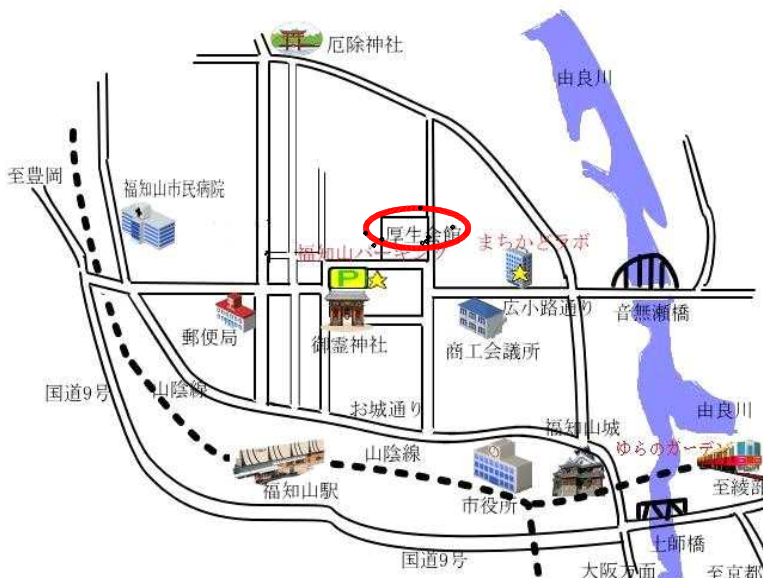 厄除神社
由良川
至豊岡
福知山市民病院
厚生会館
まちかどラボ
福知山パーキング
P
広小路通り
音無瀬橋
郵便局
御霊神社
商工会議所
国道9号
山陰線
お城通り
福知山城
由良川
山陰線
ゆらのガーデン
福知山駅
市役所
至綾部
土師橋
国道9号
大阪方面
至京都